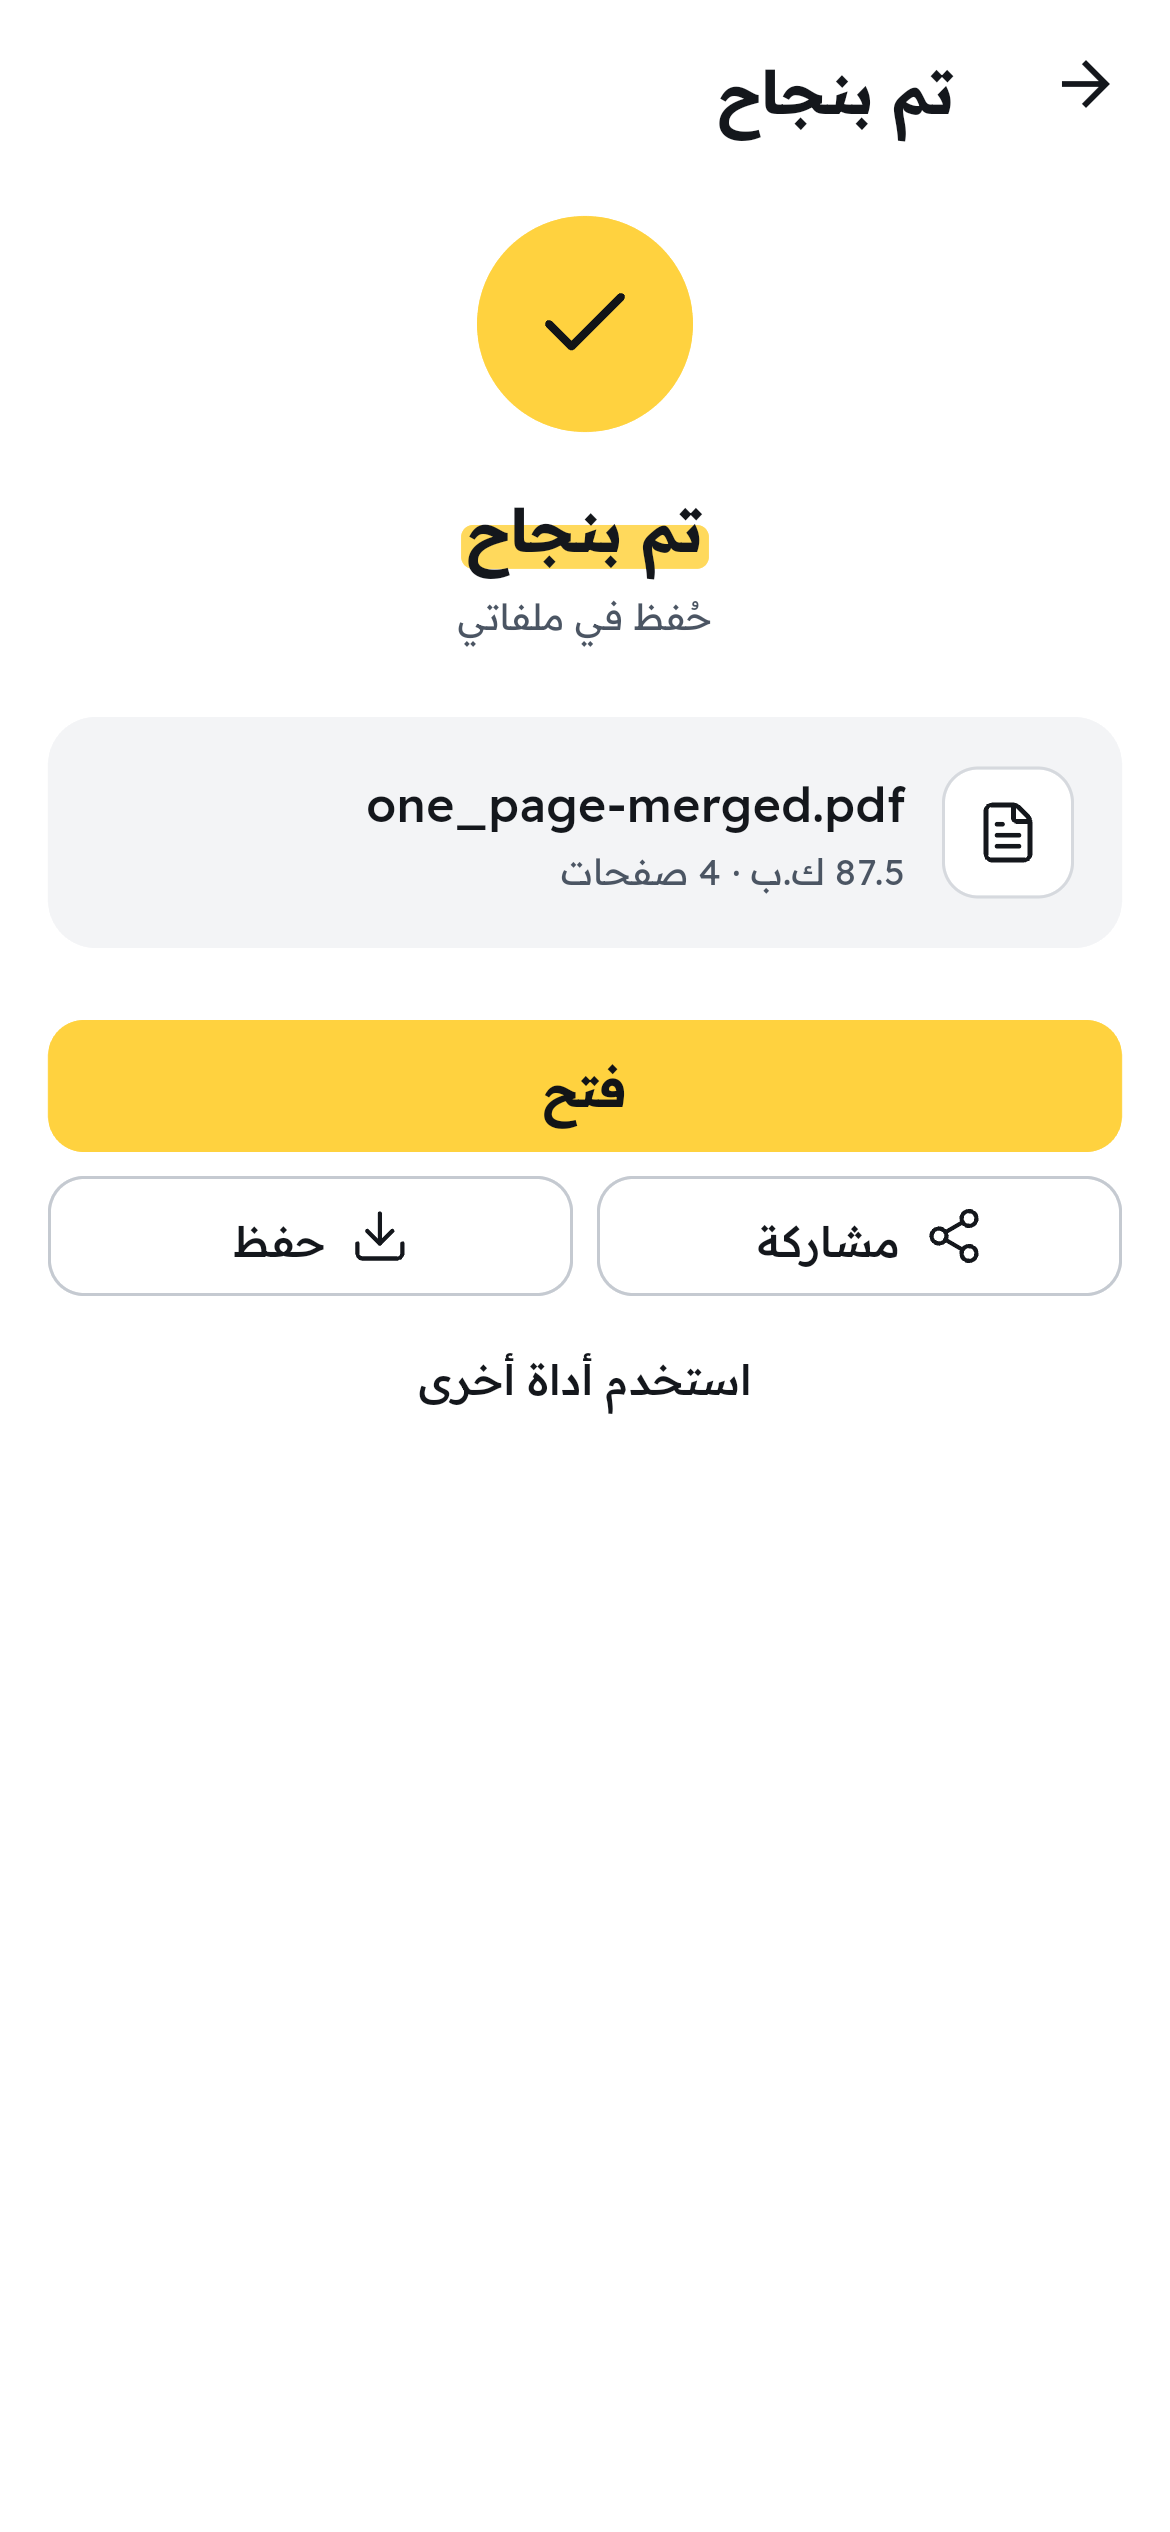 تم بنجاح
تم بنجاح
حُفظ في ملفاتي
one_page-merged.pdf
87.5 ك.ب · 4 صفحات
فتح
مشاركة
حفظ
استخدم أداة أخرى